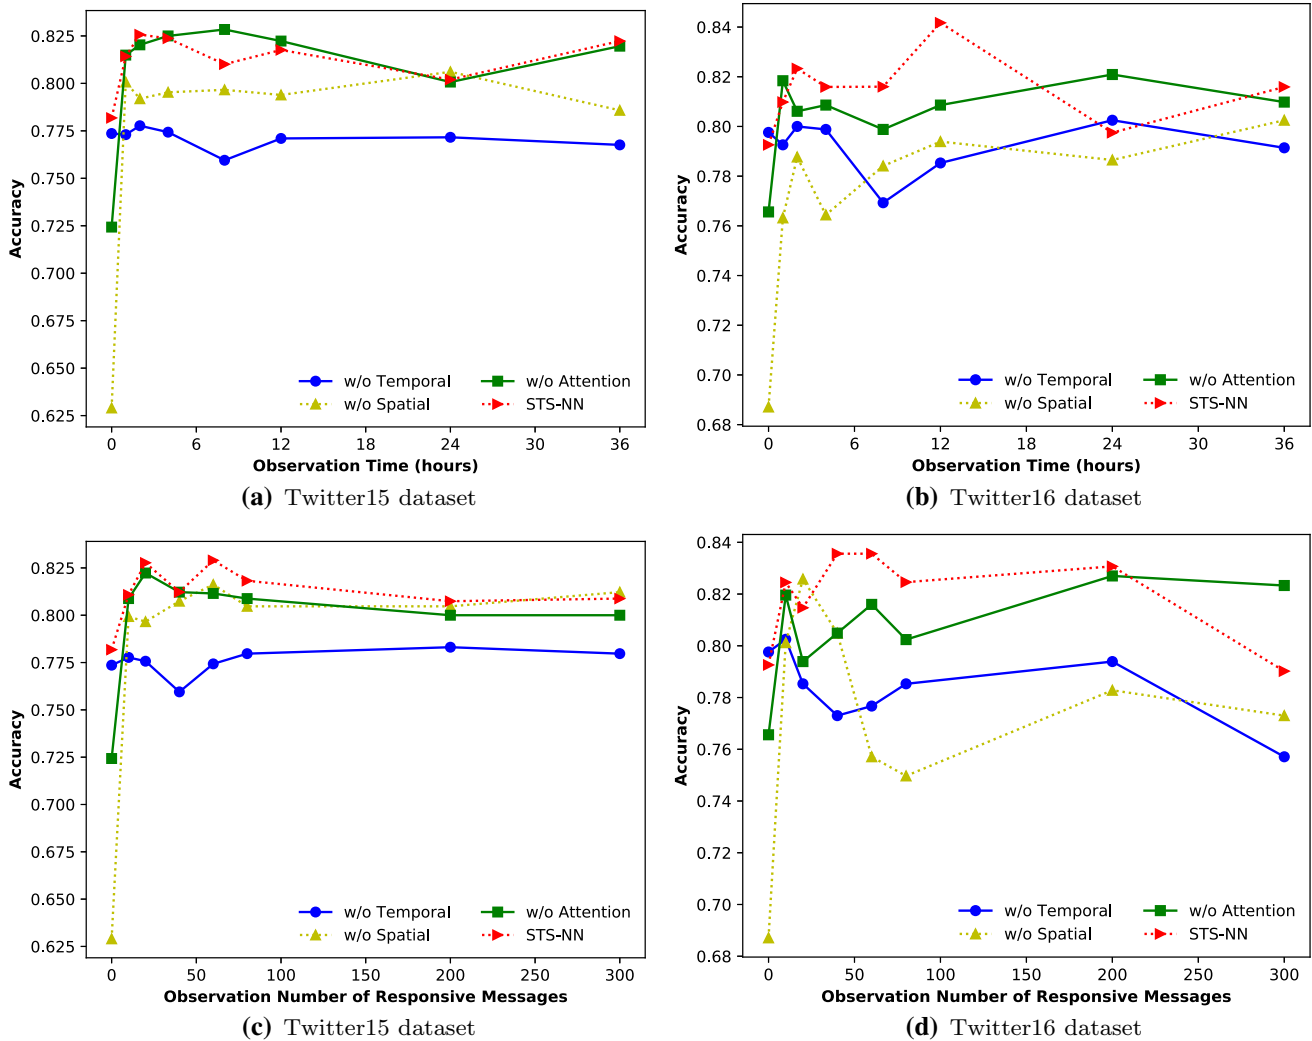 0.825
0.800
0.775
0.750
0.725
0.700
0.675
0.650
0.625
Accuracy
w/o Temporal
w/o Spatial
w/o Attention
STS-NN
0 6 12 18 24 30 36
Observation Time (hours)
(a) Twitter15 dataset
0.84
0.82
0.80
0.78
0.76
0.74
0.72
0.70
0.68
Accuracy
w/o Temporal
w/o Spatial
w/o Attention
STS-NN
0 6 12 18 24 30 36
Observation Time (hours)
(b) Twitter16 dataset
0.825
0.800
0.775
0.750
0.725
0.700
0.675
0.650
0.625
Accuracy
w/o Temporal
w/o Spatial
w/o Attention
STS-NN
0 50 100 150 200 250 300
Observation Number of Responsive Messages
(c) Twitter15 dataset
0.84
0.82
0.80
0.78
0.76
0.74
0.72
0.70
0.68
Accuracy
w/o Temporal
w/o Spatial
w/o Attention
STS-NN
0 50 100 150 200 250 300
Observation Number of Responsive Messages
(d) Twitter16 dataset